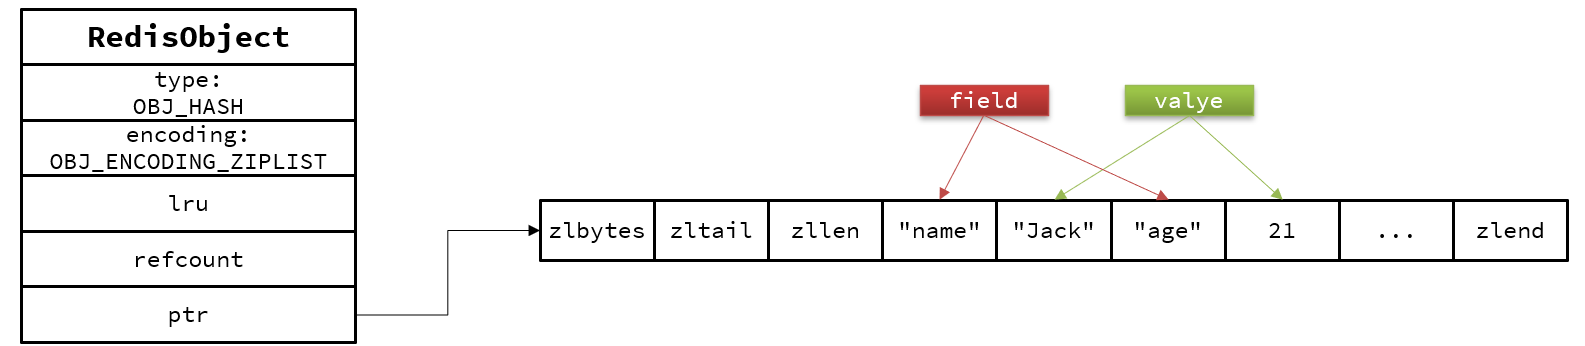 RedisObject
type:
OBJ_HASH
encoding:
OBJ_ENCODING_ZIPLIST
lru
refcount
ptr
field
valye
zlbytes
zltail
zllen
"name"
"Jack"
"age"
21
...
zlend